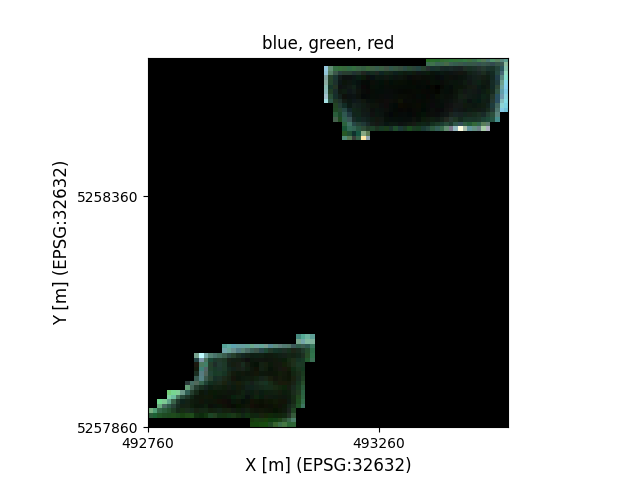 blue, green, red
Y [m] (EPSG:32632)
5258360
5257860
492760
493260
X [m] (EPSG:32632)